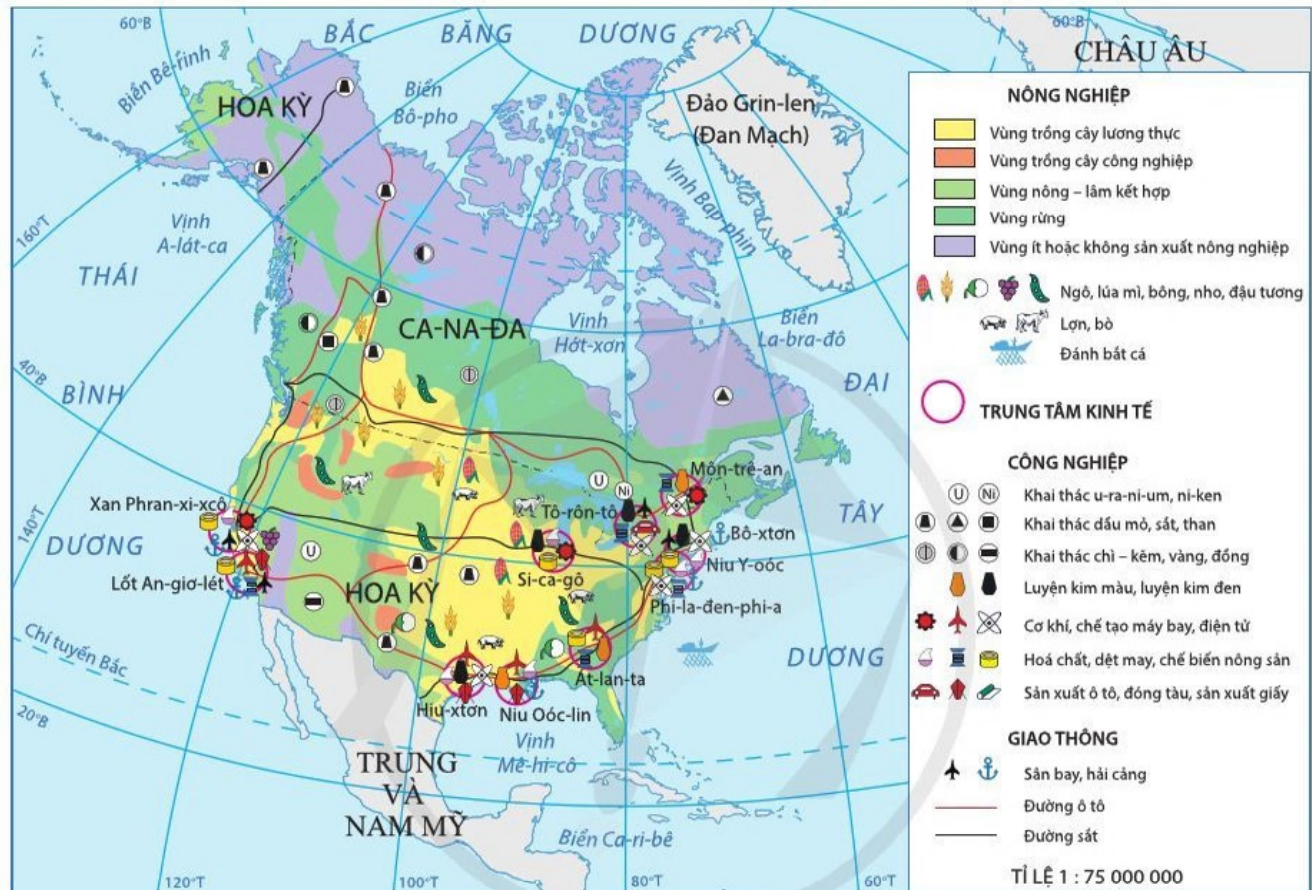 60°B
BẮC BĂNG DƯƠNG
60°B
CHÂU ÂU
Biển Bê-rinh
HOA KỲ
Biển
Bô-pho
Đảo Grin-len
(Đan Mạch)
Vịnh Bap-phin
160°T
Vịnh
A-lát-ca
THÁI
CA-NA-ĐA
Vịnh
Hớt-xơn
Biển
La-bra-đô
40°B
BÌNH
ĐẠI
Môn-trê-an
Xan Phran-xi-xcô
Tô-rôn-tô
TÂY
140°T
DƯƠNG
Bô-xtơn
Niu Y-oóc
Si-ca-gô
Lốt An-giơ-lét
HOA KỲ
Phi-la-đen-phi-a
Chí tuyến Bắc
DƯƠNG
Át-lan-ta
Hiu-xtơn
Niu Oóc-lin
20°B
Vịnh
Mê-hi-cô
TRUNG
VÀ
NAM MỸ
Biển Ca-ri-bê
120°T
100°T
80°T
60°T
U
Ni
U
NÔNG NGHIỆP
Vùng trồng cây lương thực
Vùng trồng cây công nghiệp
Vùng nông – lâm kết hợp
Vùng rừng
Vùng ít hoặc không sản xuất nông nghiệp
Ngô, lúa mì, bông, nho, đậu tương
Lợn, bò
Đánh bắt cá
TRUNG TÂM KINH TẾ
CÔNG NGHIỆP
U Ni Khai thác u-ra-ni-um, ni-ken
Khai thác dầu mỏ, sắt, than
Khai thác chì – kẽm, vàng, đồng
Luyện kim màu, luyện kim đen
Cơ khí, chế tạo máy bay, điện tử
Hoá chất, dệt may, chế biến nông sản
Sản xuất ô tô, đóng tàu, sản xuất giấy
GIAO THÔNG
Sân bay, hải cảng
Đường ô tô
Đường sắt
TỈ LỆ 1 : 75 000 000